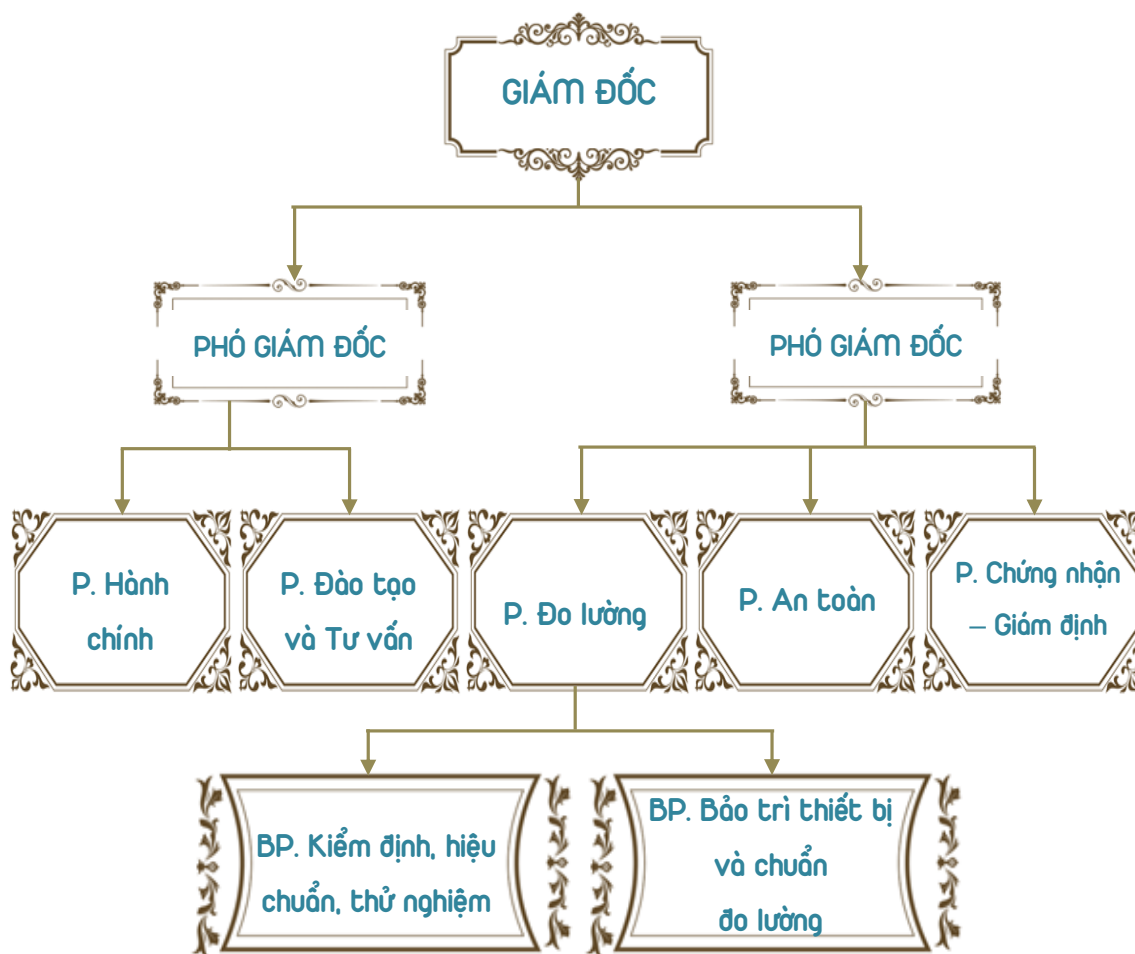 GIÁM ĐỐC
PHÓ GIÁM ĐỐC
PHÓ GIÁM ĐỐC
P. Hành
chính
P. Đào tạo
và Tư vấn
P. Đo lường
P. An toàn
P. Chứng nhận
– Giám định
BP. Kiểm định, hiệu
chuẩn, thử nghiệm
BP. Bảo trì thiết bị
và chuẩn
đo lường